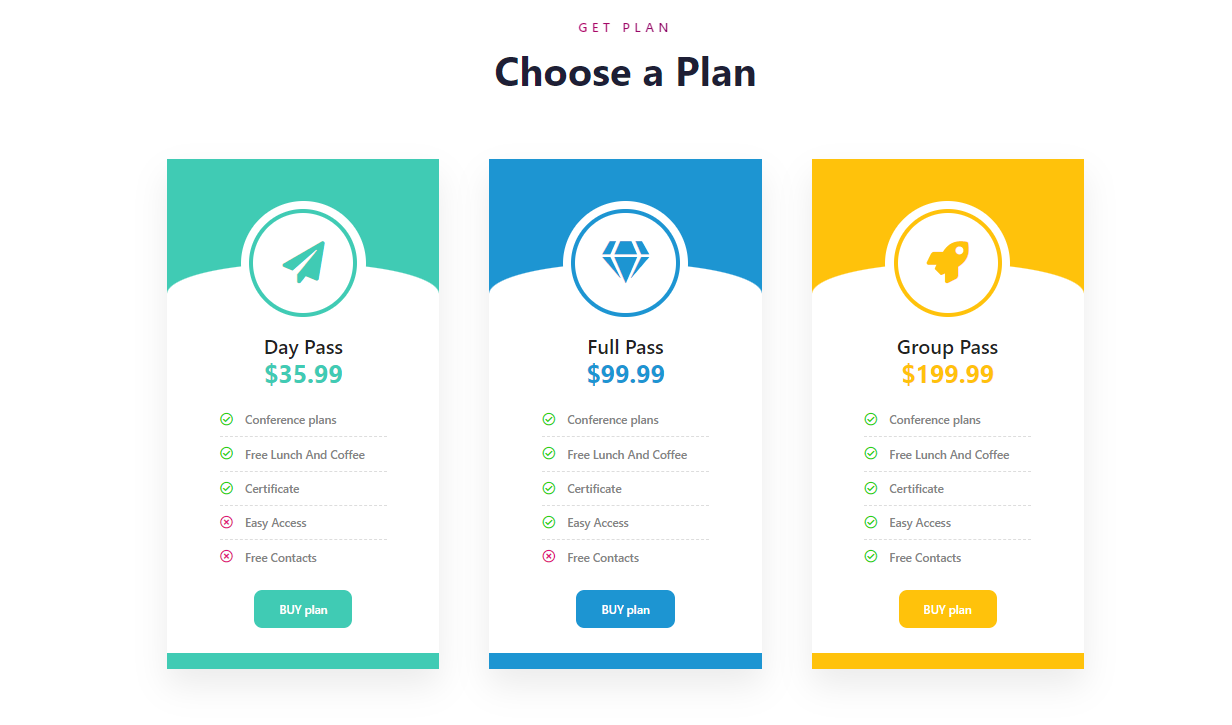 GET PLAN
Choose a Plan
Day Pass
$35.99
Conference plans
Free Lunch And Coffee
Certificate
Easy Access
Free Contacts
BUY plan
Full Pass
$99.99
Conference plans
Free Lunch And Coffee
Certificate
Easy Access
Free Contacts
BUY plan
Group Pass
$199.99
Conference plans
Free Lunch And Coffee
Certificate
Easy Access
Free Contacts
BUY plan